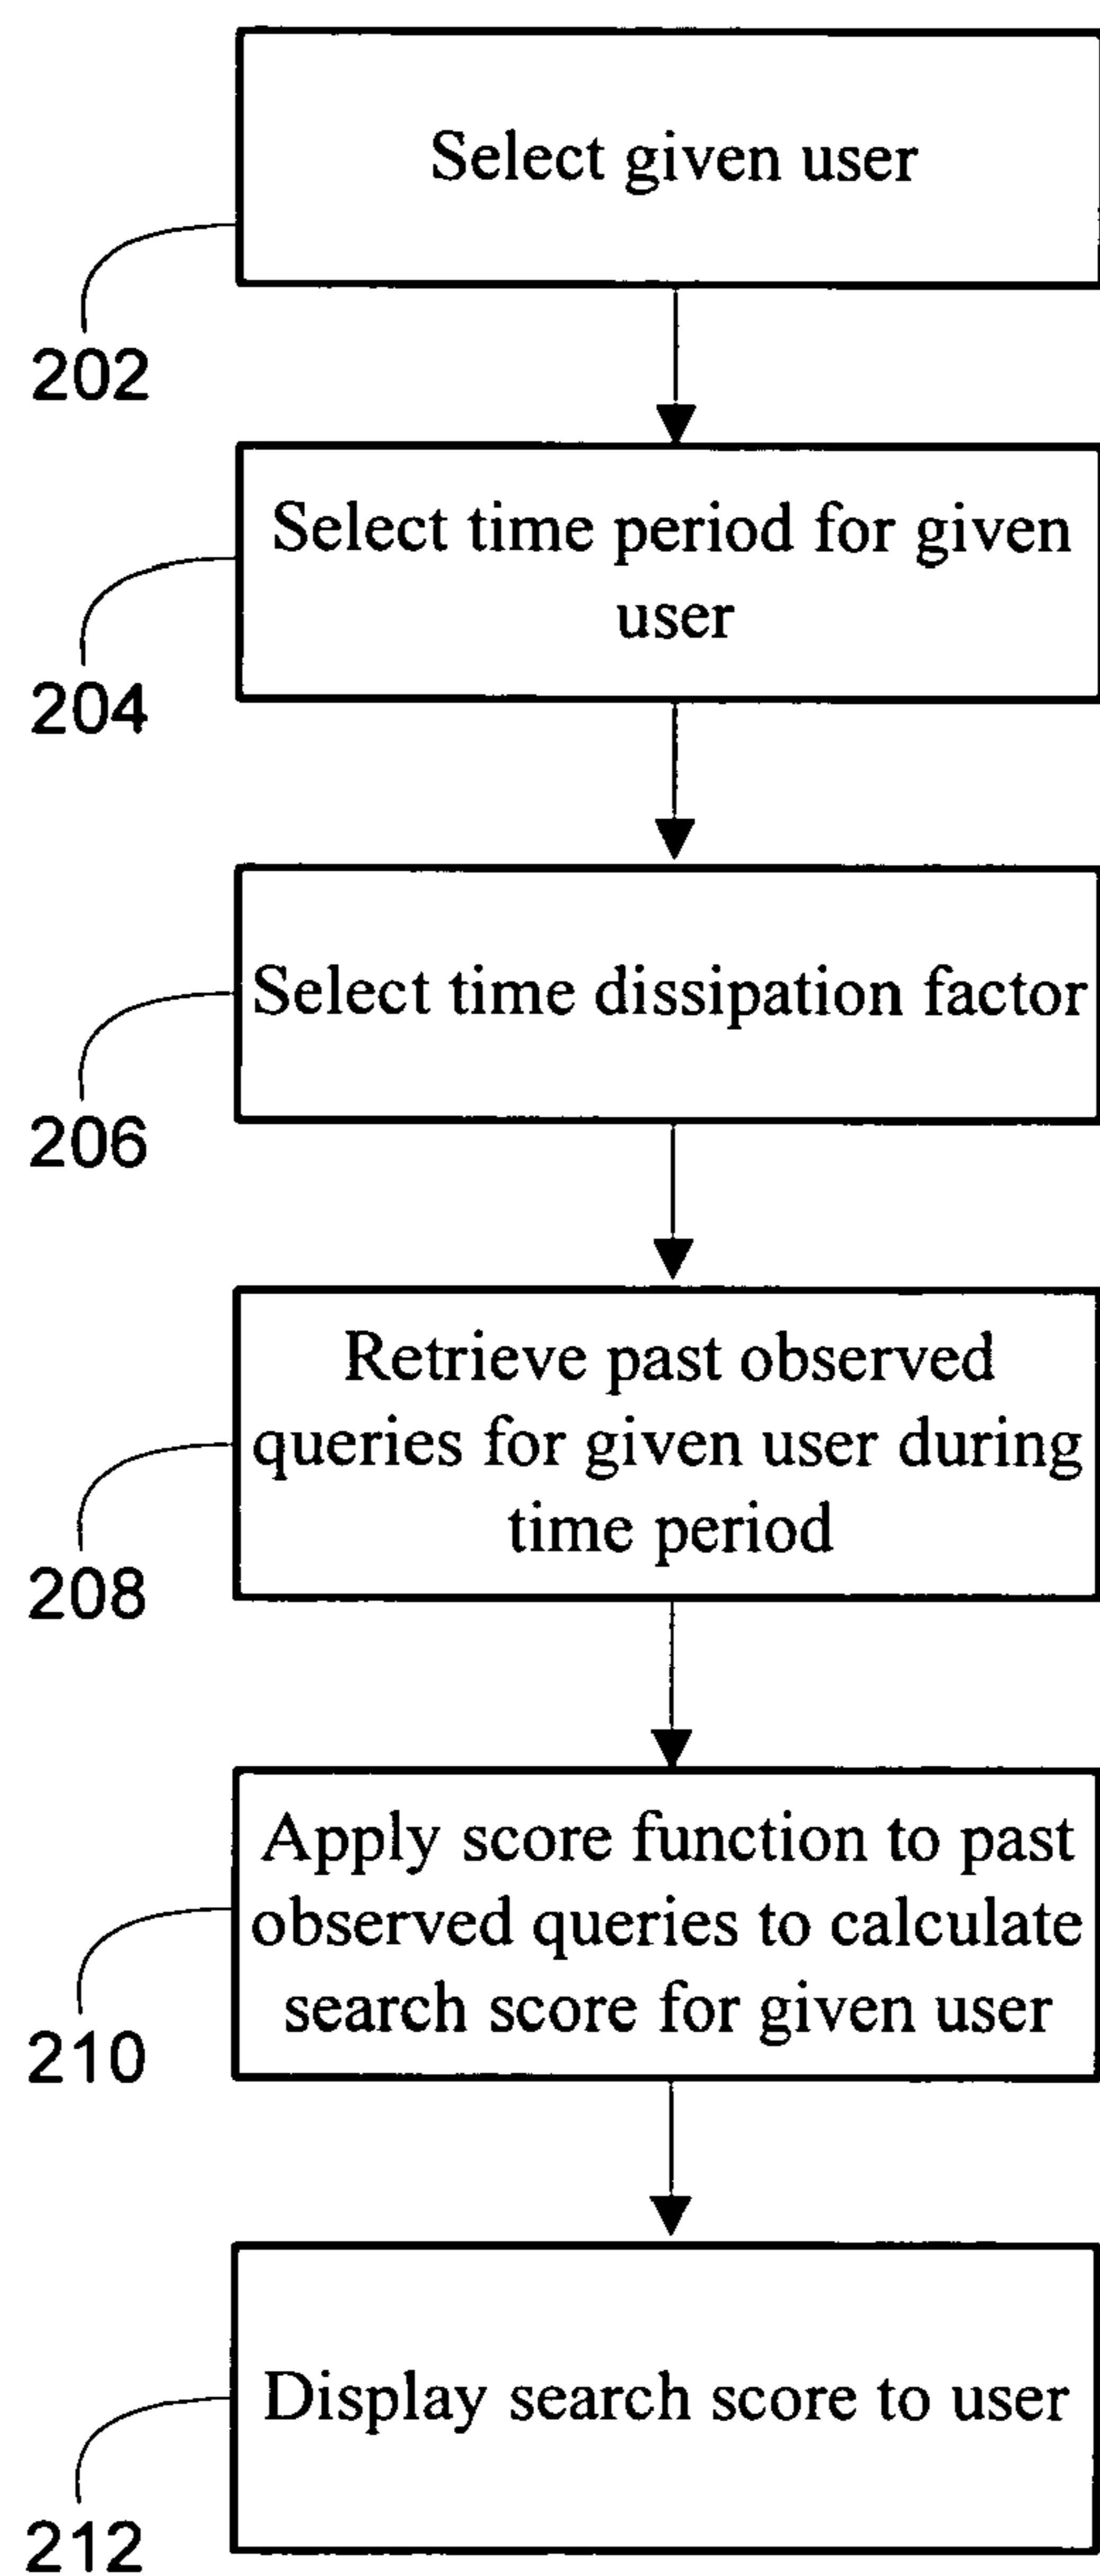 Select given user
202
Select time period for given
user
204
Select time dissipation factor
206
Retrieve past observed
queries for given user during
time period
208
Apply score function to past
observed queries to calculate
search score for given user
210
Display search score to user
212